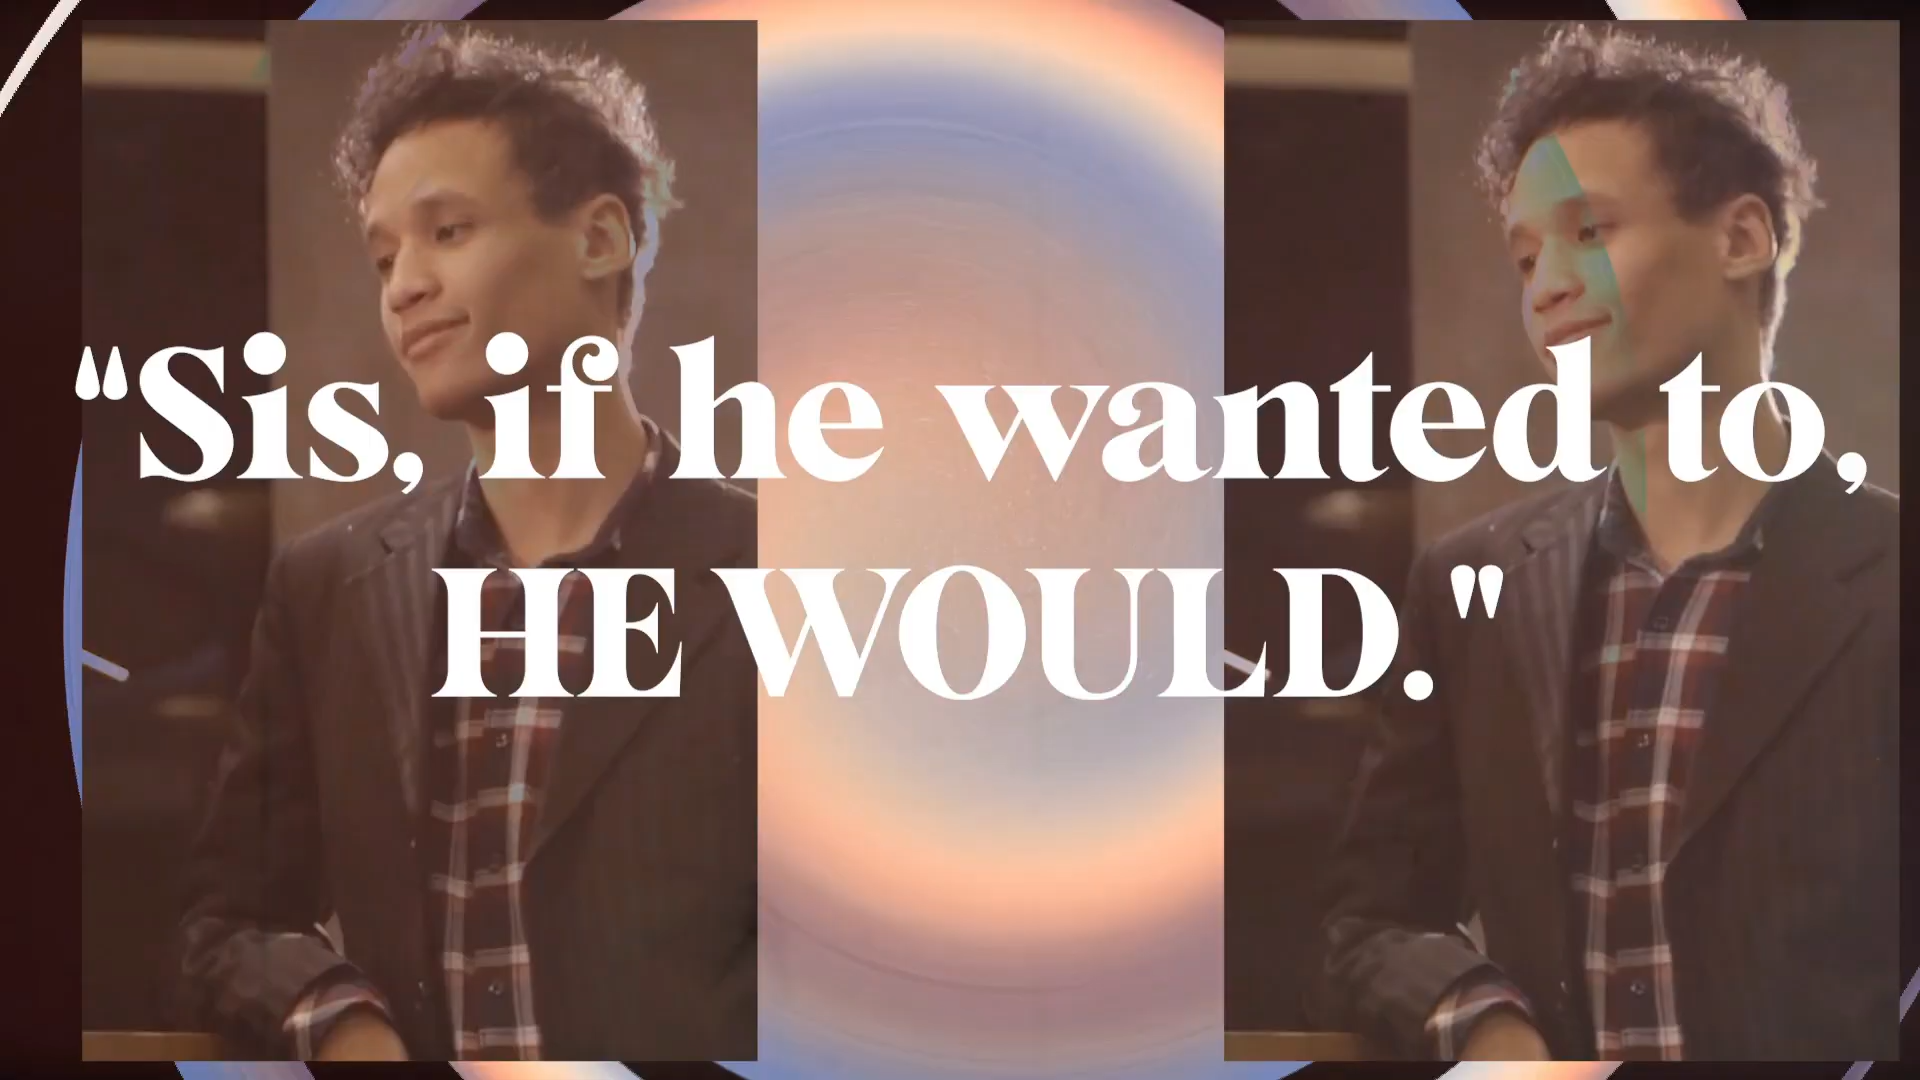 "Sis, if he wanted to,
HE WOULD."